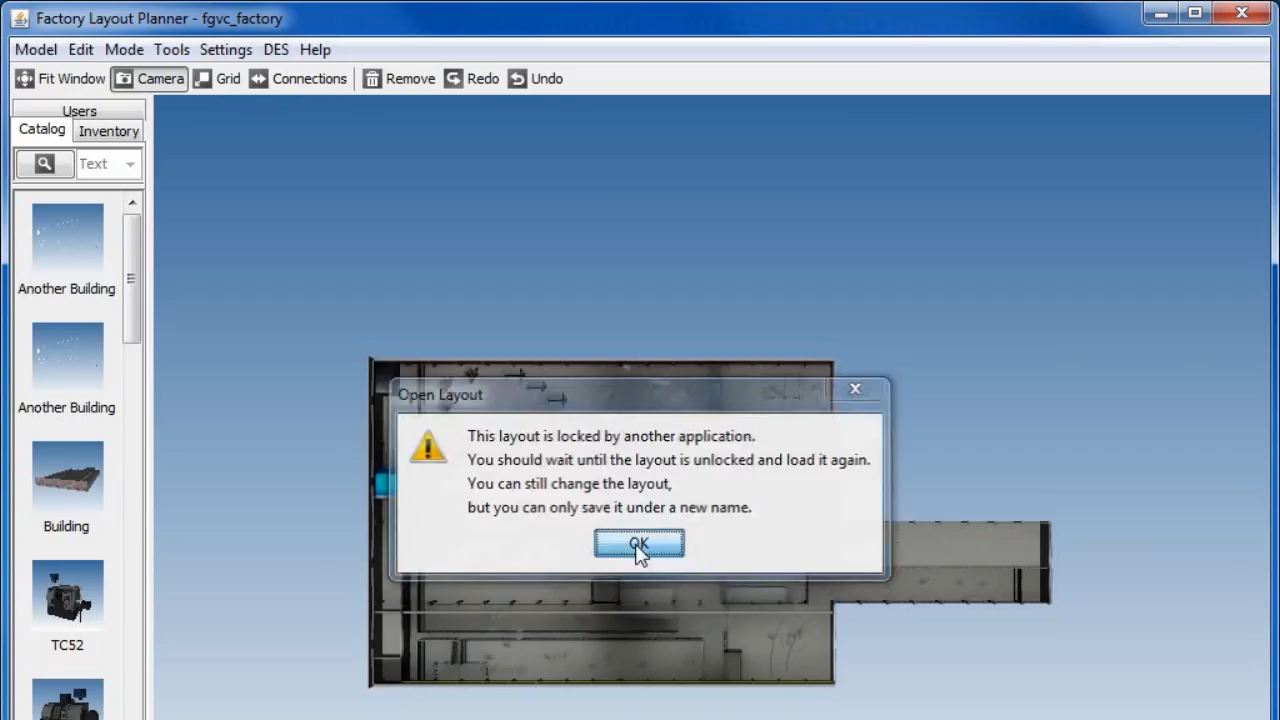 Factory Layout Planner - fgvc_factory
Model Edit Mode Tools Settings DES Help
Fit Window Camera Grid Connections Remove Redo Undo
Users
Catalog Inventory
Text
Another Building
Another Building
Building
TC52
Open Layout
This layout is locked by another application.
You should wait until the layout is unlocked and load it again.
You can still change the layout,
but you can only save it under a new name.
OK